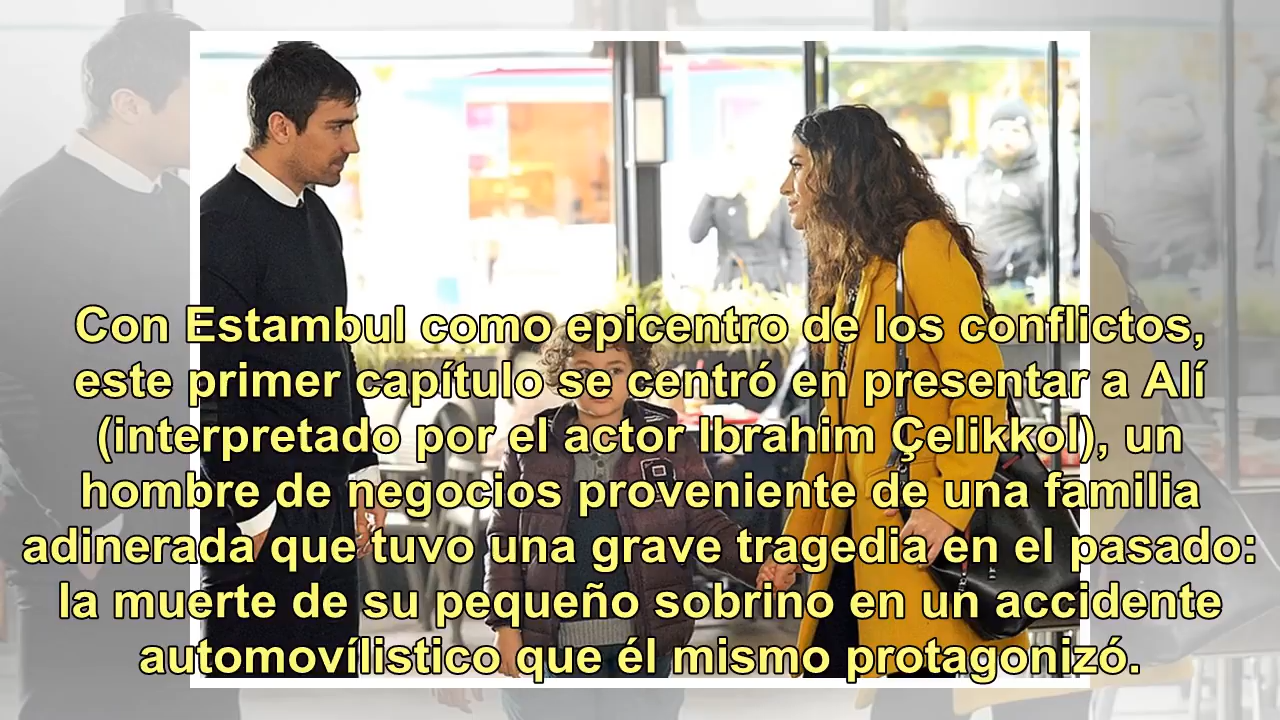 Con Estambul como epicentro de los conflictos,
este primer capítulo se centró en presentar a Alí
(interpretado por el actor Ibrahim Çelikkol), un
hombre de negocios proveniente de una familia
adinerada que tuvo una grave tragedia en el pasado:
la muerte de su pequeño sobrino en un accidente
automovílistico que él mismo protagonizó.